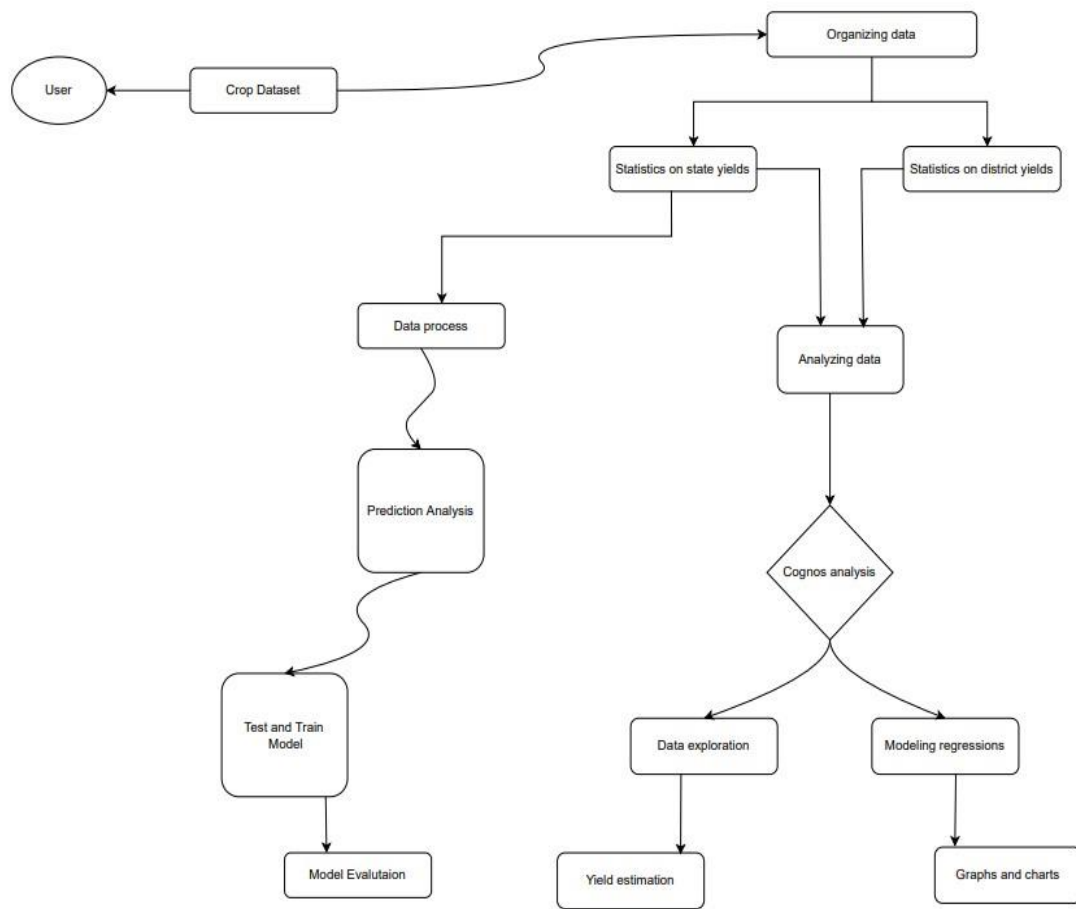 Organizing data
User
Crop Dataset
Statistics on state yields
Statistics on district yields
Data process
Analyzing data
Prediction Analysis
Cognos analysis
Test and Train
Model
Data exploration
Modeling regressions
Model Evalutaion
Yield estimation
Graphs and charts